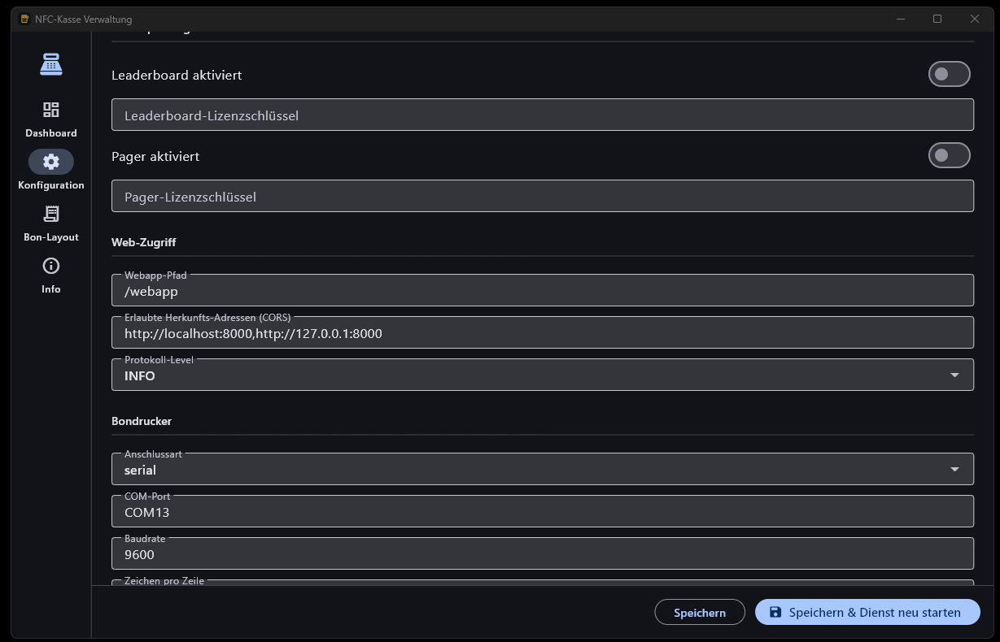 NFC-Kasse Verwaltung
Dashboard
Konfiguration
Bon-Layout
Info
Leaderboard aktiviert
Leaderboard-Lizenzschlüssel
Pager aktiviert
Pager-Lizenzschlüssel
Web-Zugriff
Webapp-Pfad
/webapp
Erlaubte Herkunfts-Adressen (CORS)
http://localhost:8000,http://127.0.0.1:8000
Protokoll-Level
INFO
Bondrucker
Anschlussart
serial
COM-Port
COM13
Baudrate
9600
Zeichen pro Zeile
Speichern
Speichern & Dienst neu starten